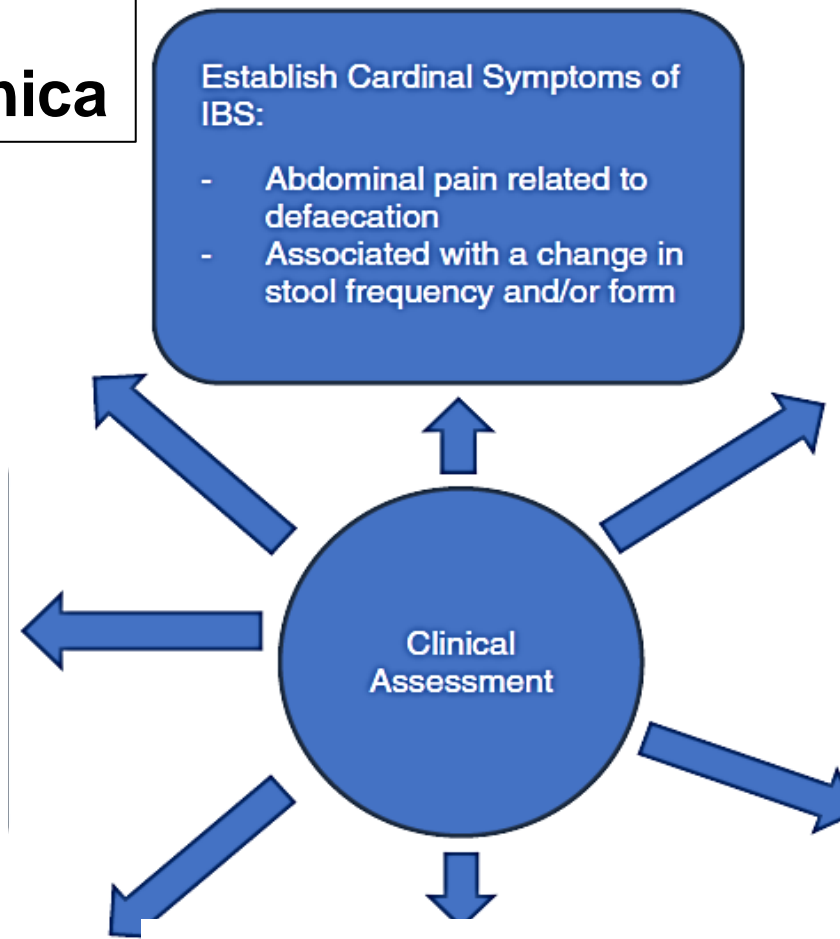 Establish Cardinal Symptoms of
IBS:
- Abdominal pain related to
defaecation
- Associated with a change in
stool frequency and/or form
Clinical
Assessment